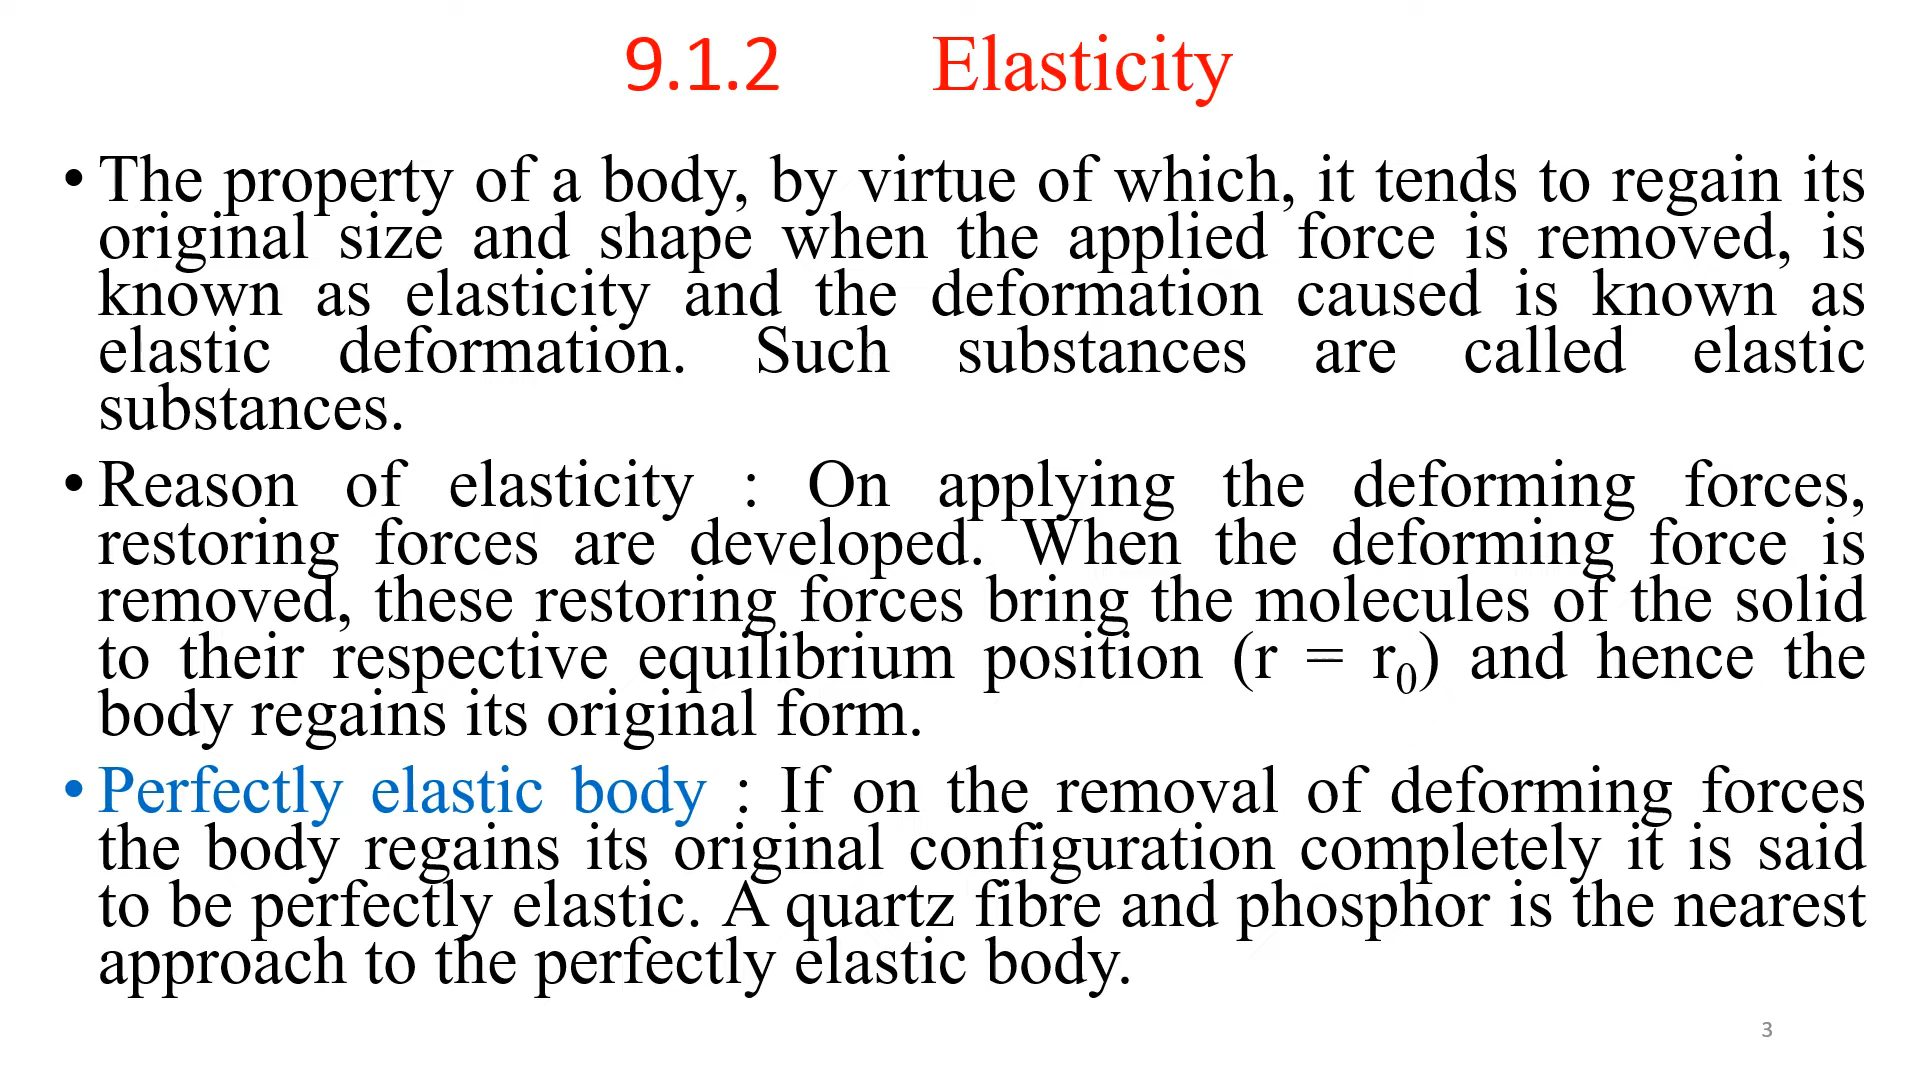 9.1.2 Elasticity
• The property of a body, by virtue of which, it tends to regain its
original size and shape when the applied force is removed, is
known as elasticity and the deformation caused is known as
elastic deformation. Such substances are called elastic
substances.
• Reason of elasticity : On applying the deforming forces,
restoring forces are developed. When the deforming force is
removed, these restoring forces bring the molecules of the solid
to their respective equilibrium position (r = r₀) and hence the
body regains its original form.
• Perfectly elastic body : If on the removal of deforming forces
the body regains its original configuration completely it is said
to be perfectly elastic. A quartz fibre and phosphor is the nearest
approach to the perfectly elastic body.
3